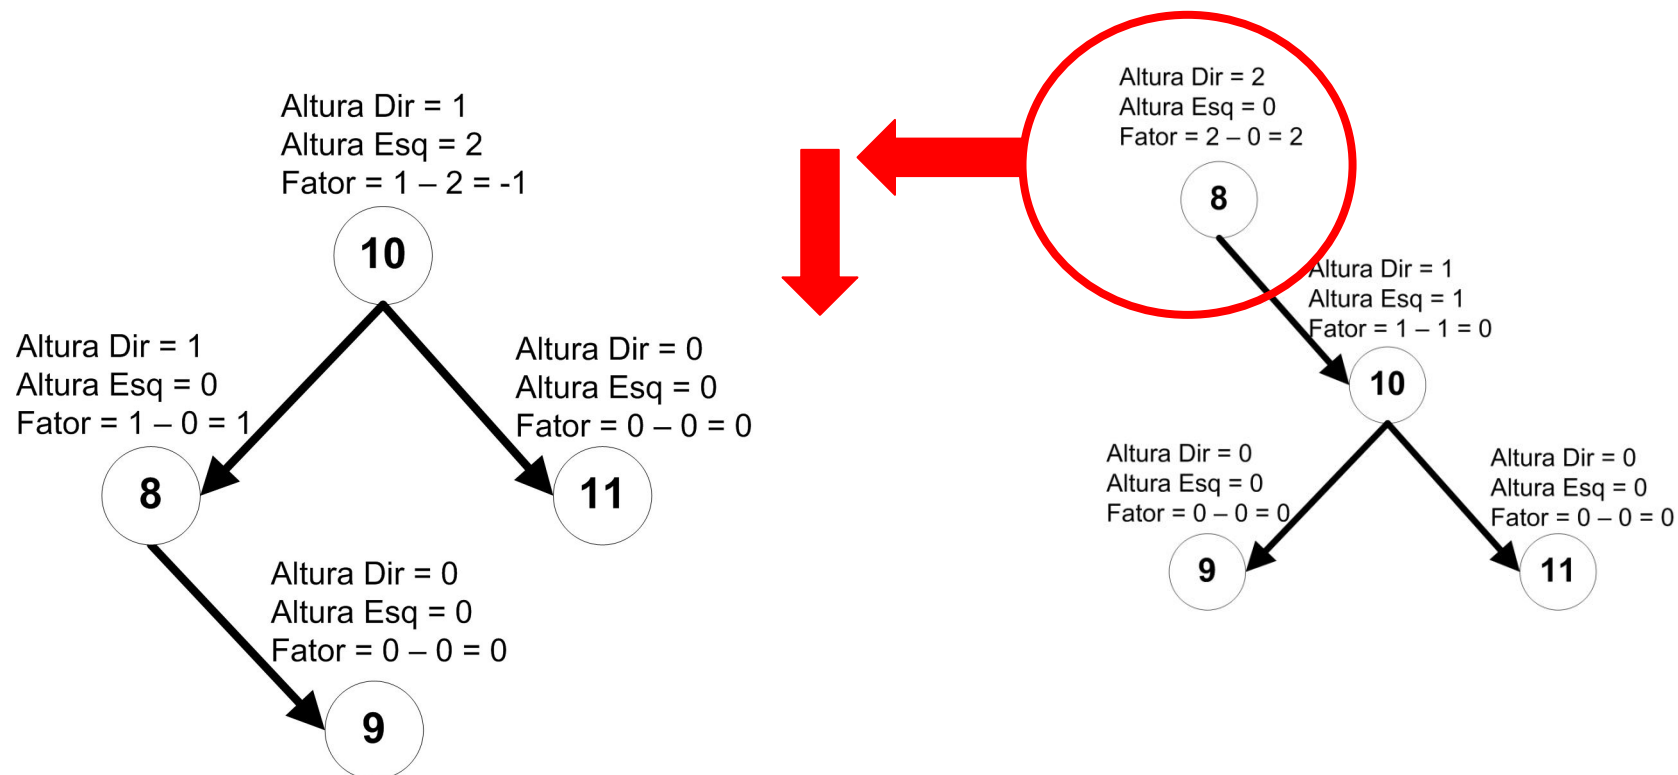 Altura Dir = 1
Altura Esq = 2
Fator = 1 – 2 = -1
10
Altura Dir = 1
Altura Esq = 0
Fator = 1 – 0 = 1
8
Altura Dir = 0
Altura Esq = 0
Fator = 0 – 0 = 0
11
Altura Dir = 0
Altura Esq = 0
Fator = 0 – 0 = 0
9
Altura Dir = 2
Altura Esq = 0
Fator = 2 – 0 = 2
8
Altura Dir = 1
Altura Esq = 1
Fator = 1 – 1 = 0
10
Altura Dir = 0
Altura Esq = 0
Fator = 0 – 0 = 0
9
Altura Dir = 0
Altura Esq = 0
Fator = 0 – 0 = 0
11